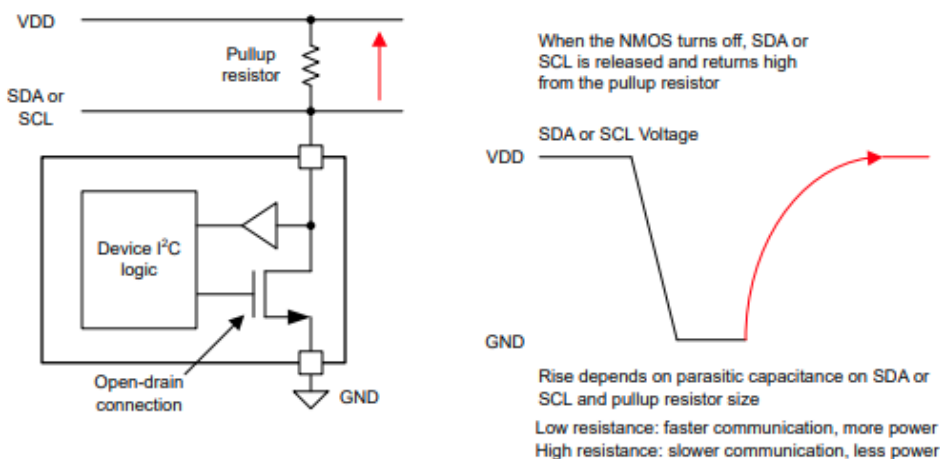 VDD
Pullup
resistor
SDA or
SCL
Device I²C
logic
Open-drain
connection
GND
When the NMOS turns off, SDA or
SCL is released and returns high
from the pullup resistor
SDA or SCL Voltage
VDD
GND
Rise depends on parasitic capacitance on SDA or
SCL and pullup resistor size
Low resistance: faster communication, more power
High resistance: slower communication, less power